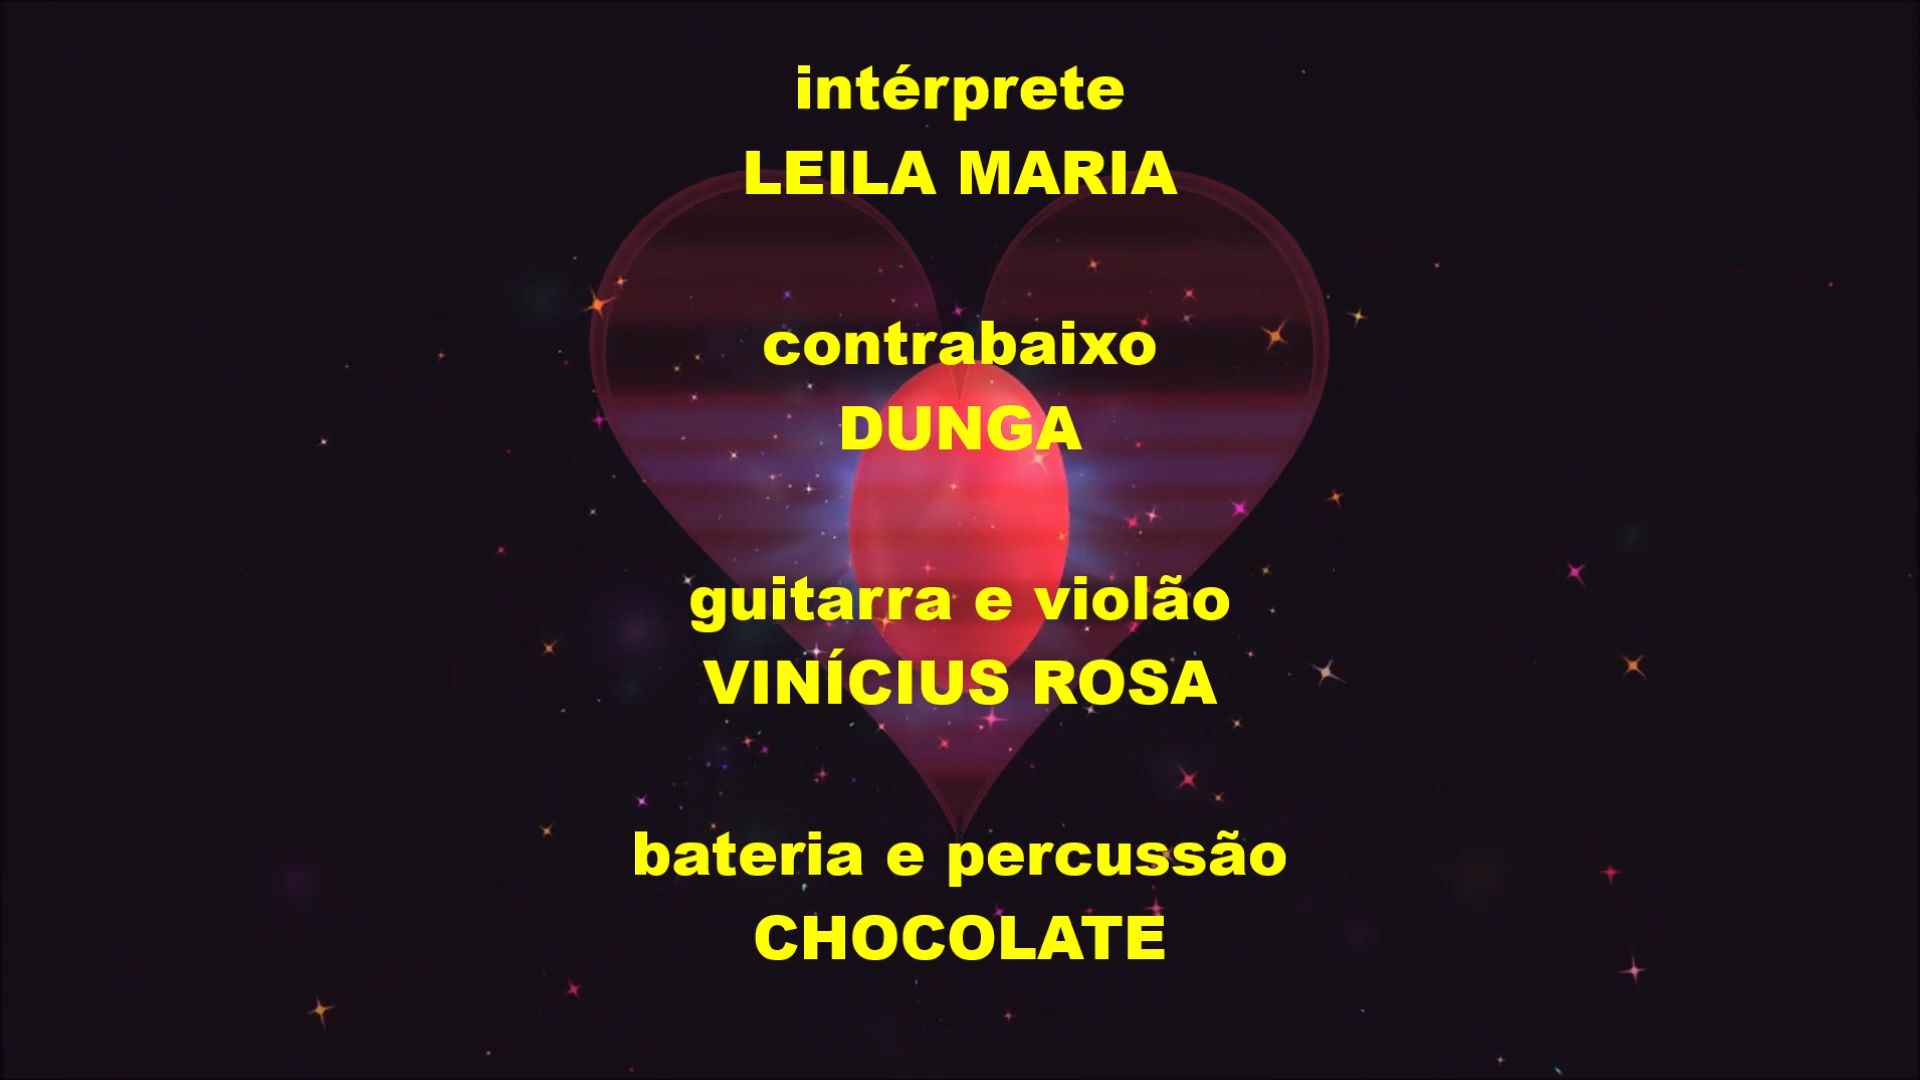 intérprete
LEILA MARIA
contrabaixo
DUNGA
guitarra e violão
VINÍCIUS ROSA
bateria e percussão
CHOCOLATE